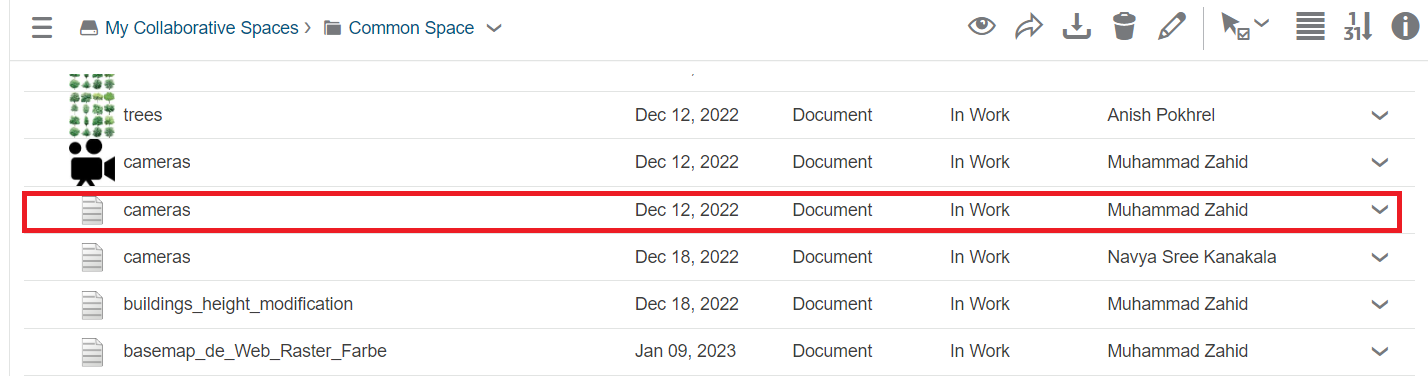 My Collaborative Spaces › Common Space
1
31
trees Dec 12, 2022 Document In Work Anish Pokhrel
cameras Dec 12, 2022 Document In Work Muhammad Zahid
cameras Dec 12, 2022 Document In Work Muhammad Zahid
cameras Dec 18, 2022 Document In Work Navya Sree Kanakala
buildings_height_modification Dec 18, 2022 Document In Work Muhammad Zahid
basemap_de_Web_Raster_Farbe Jan 09, 2023 Document In Work Muhammad Zahid